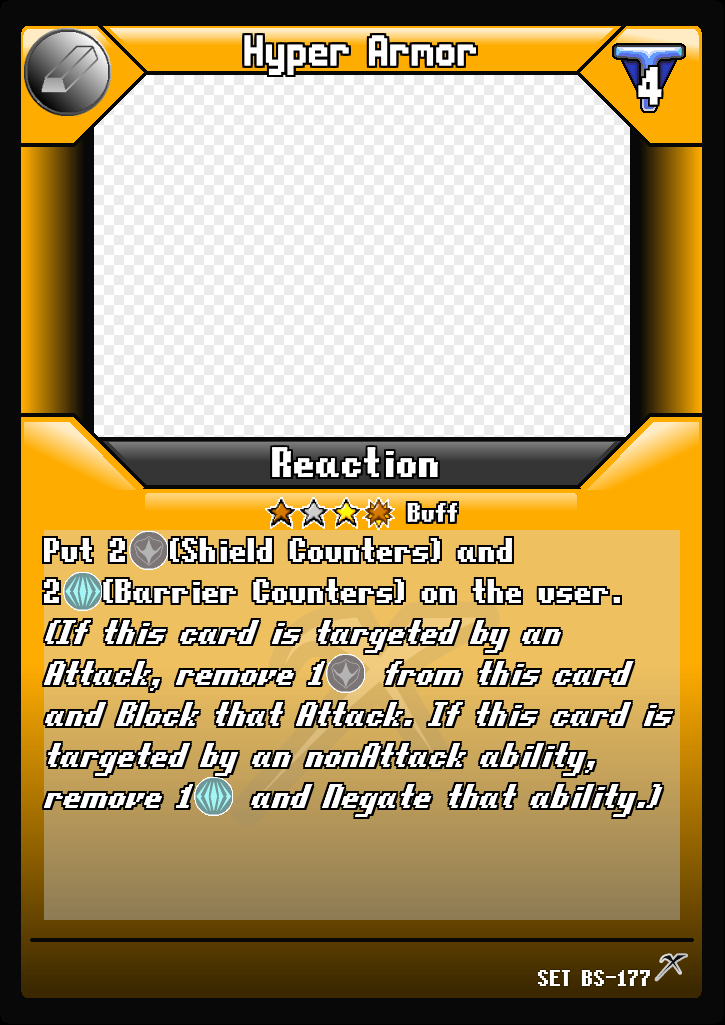 Hyper Armor
4
Reaction
Buff
Put 2 (Shield Counters) and
2 (Barrier Counters) on the user.
(If this card is targeted by an
Attack, remove 1 from this card
and Block that Attack. If this card is
targeted by an nonAttack ability,
remove 1 and Negate that ability.)
SET BS-177